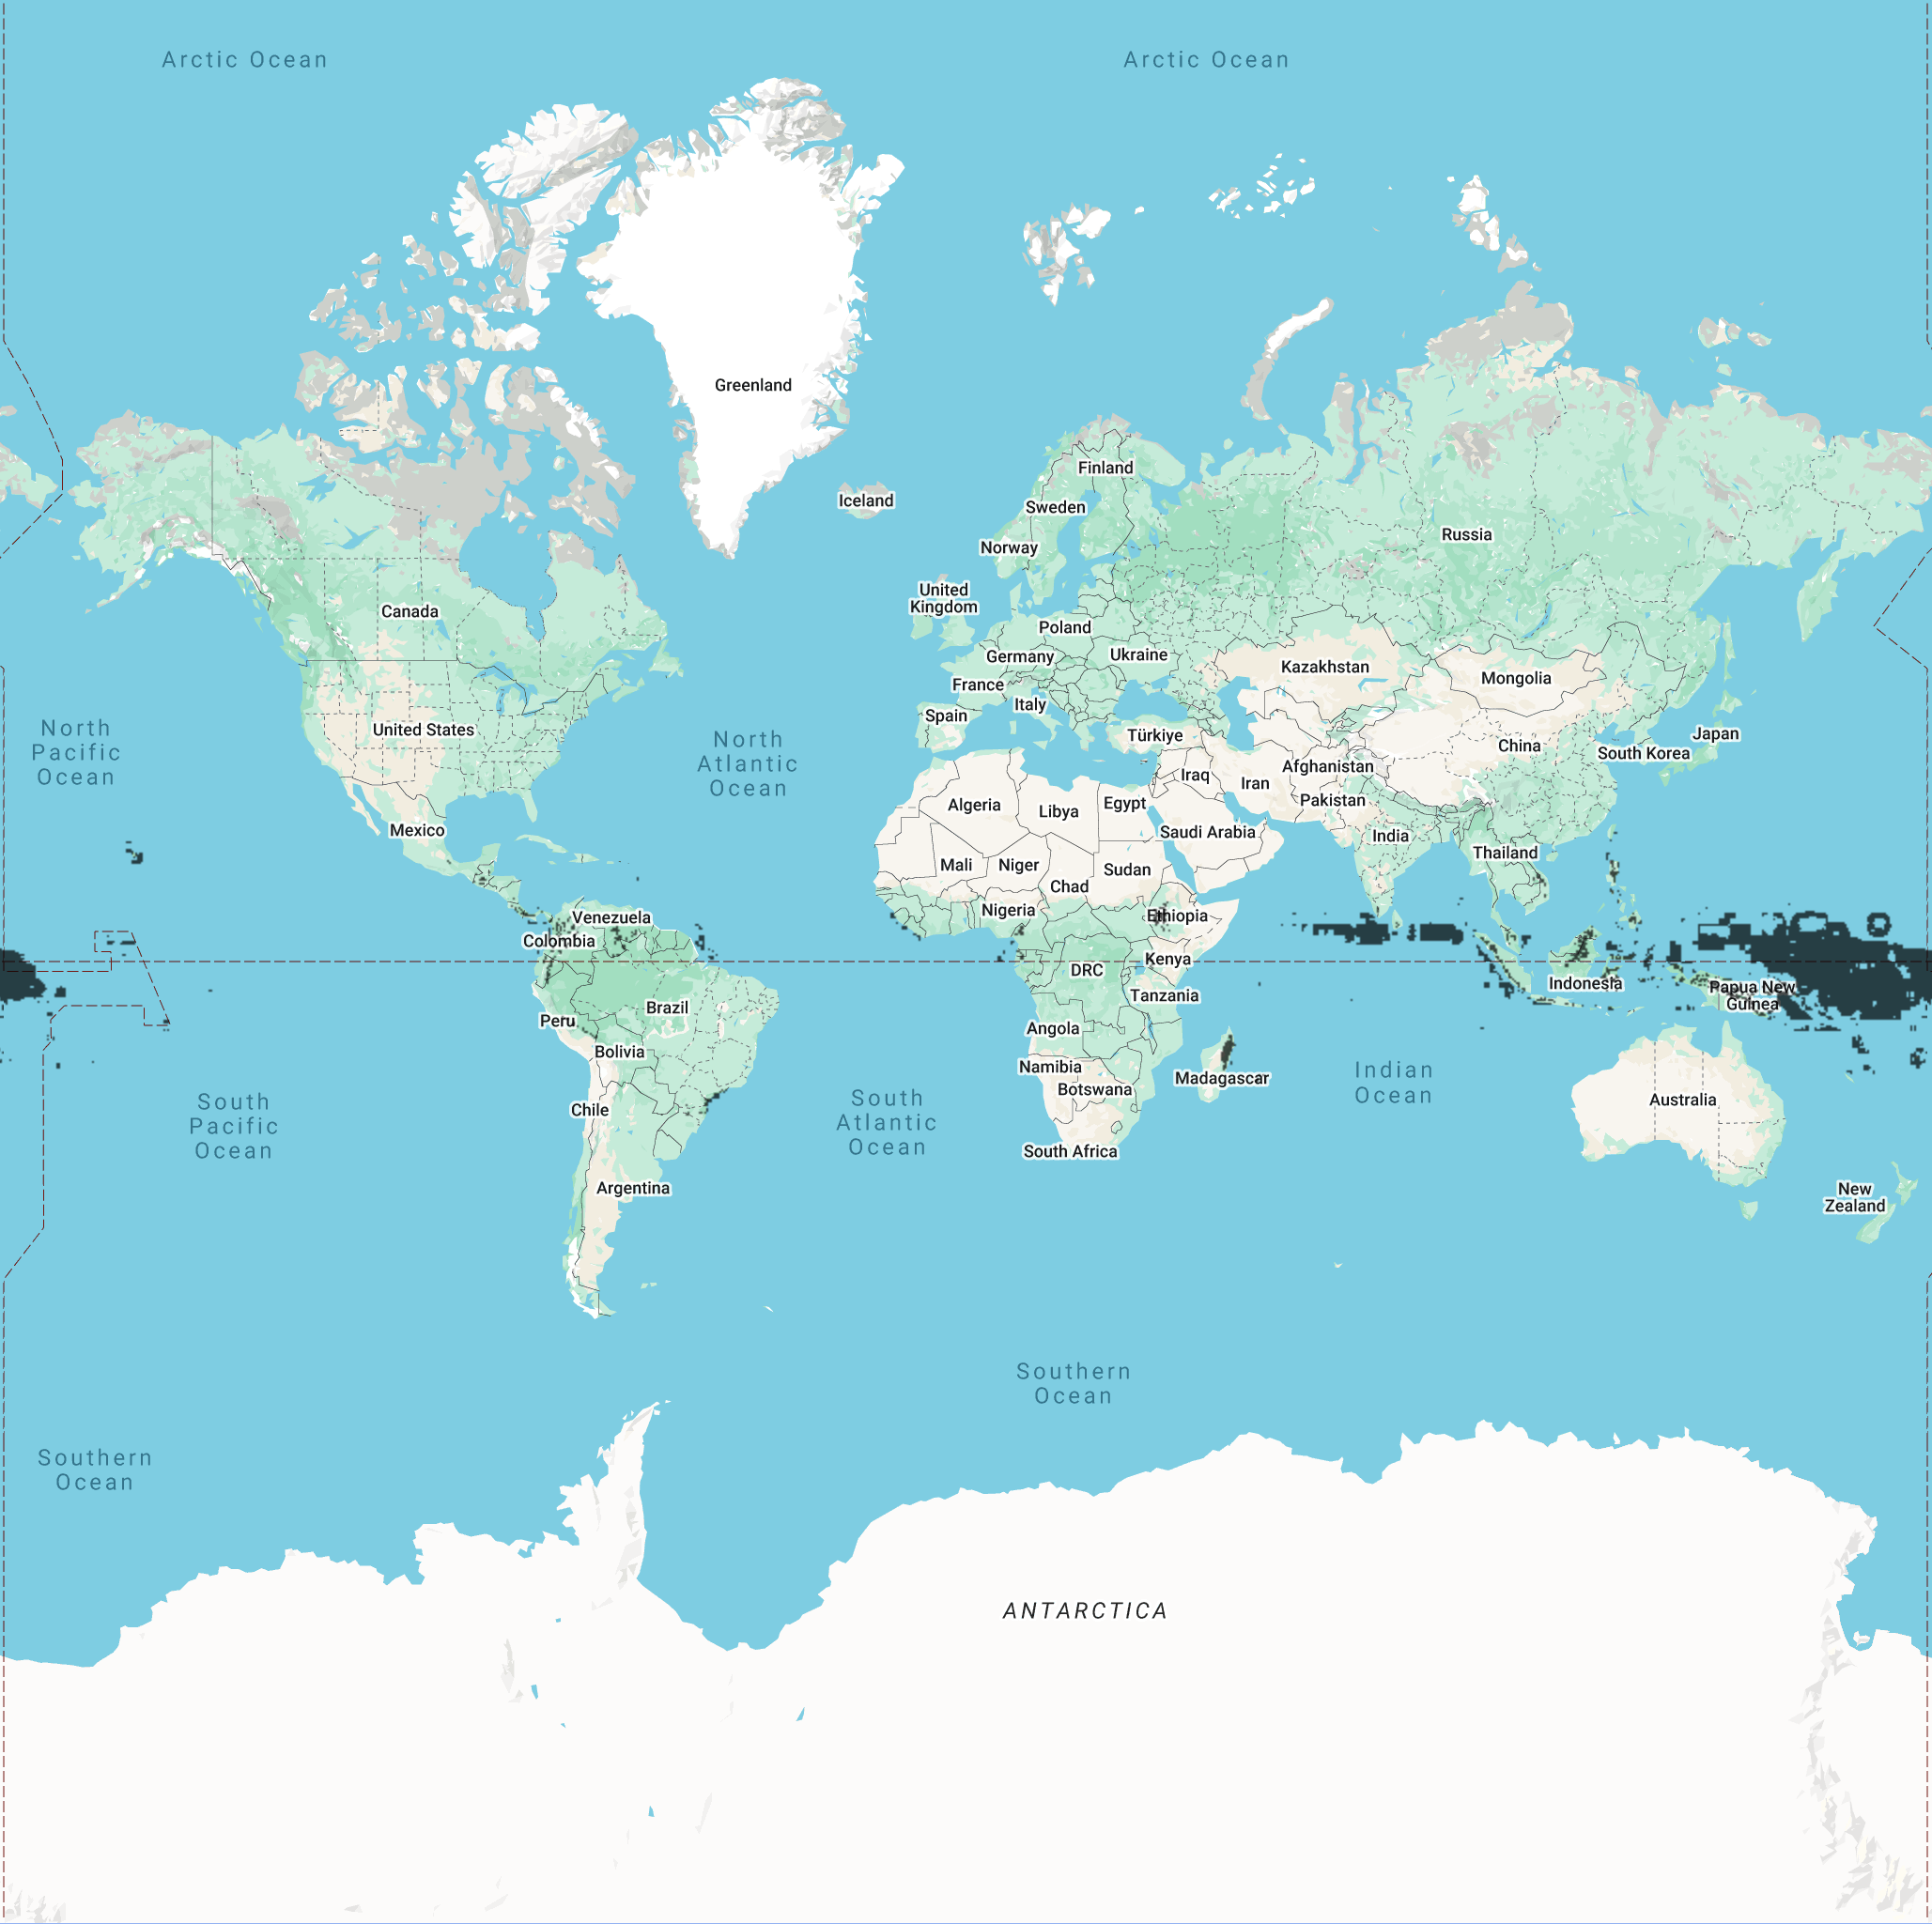 Arctic Ocean
Arctic Ocean
Greenland
Finland
Iceland
Sweden
Russia
Norway
United
Kingdom
Canada
Poland
Germany
Ukraine
Kazakhstan
Mongolia
France
Italy
Spain
North
Pacific
Ocean
United States
North
Atlantic
Ocean
Türkiye
China
Japan
South Korea
Iraq
Iran
Afghanistan
Algeria
Libya
Egypt
Pakistan
Mexico
Saudi Arabia
India
Mali
Niger
Sudan
Thailand
Chad
Nigeria
Ethiopia
Venezuela
Colombia
Kenya
DRC
Indonesia
Papua New
Guinea
Tanzania
Brazil
Peru
Angola
Bolivia
Namibia
Botswana
Madagascar
Indian
Ocean
Australia
Chile
South
Pacific
Ocean
South
Atlantic
Ocean
South Africa
Argentina
New
Zealand
Southern
Ocean
Southern
Ocean
ANTARCTICA